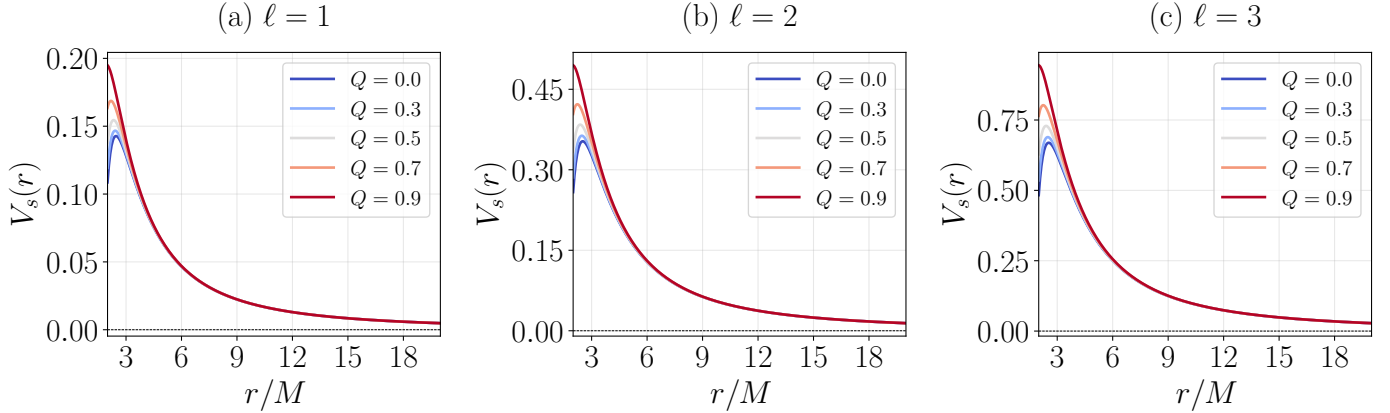 (a) ℓ = 1
0.20
0.15
0.10
0.05
0.00
V_s(r)
3 6 9 12 15 18
r/M
Q = 0.0
Q = 0.3
Q = 0.5
Q = 0.7
Q = 0.9
(b) ℓ = 2
0.45
0.30
0.15
0.00
V_s(r)
3 6 9 12 15 18
r/M
Q = 0.0
Q = 0.3
Q = 0.5
Q = 0.7
Q = 0.9
(c) ℓ = 3
0.75
0.50
0.25
0.00
V_s(r)
3 6 9 12 15 18
r/M
Q = 0.0
Q = 0.3
Q = 0.5
Q = 0.7
Q = 0.9